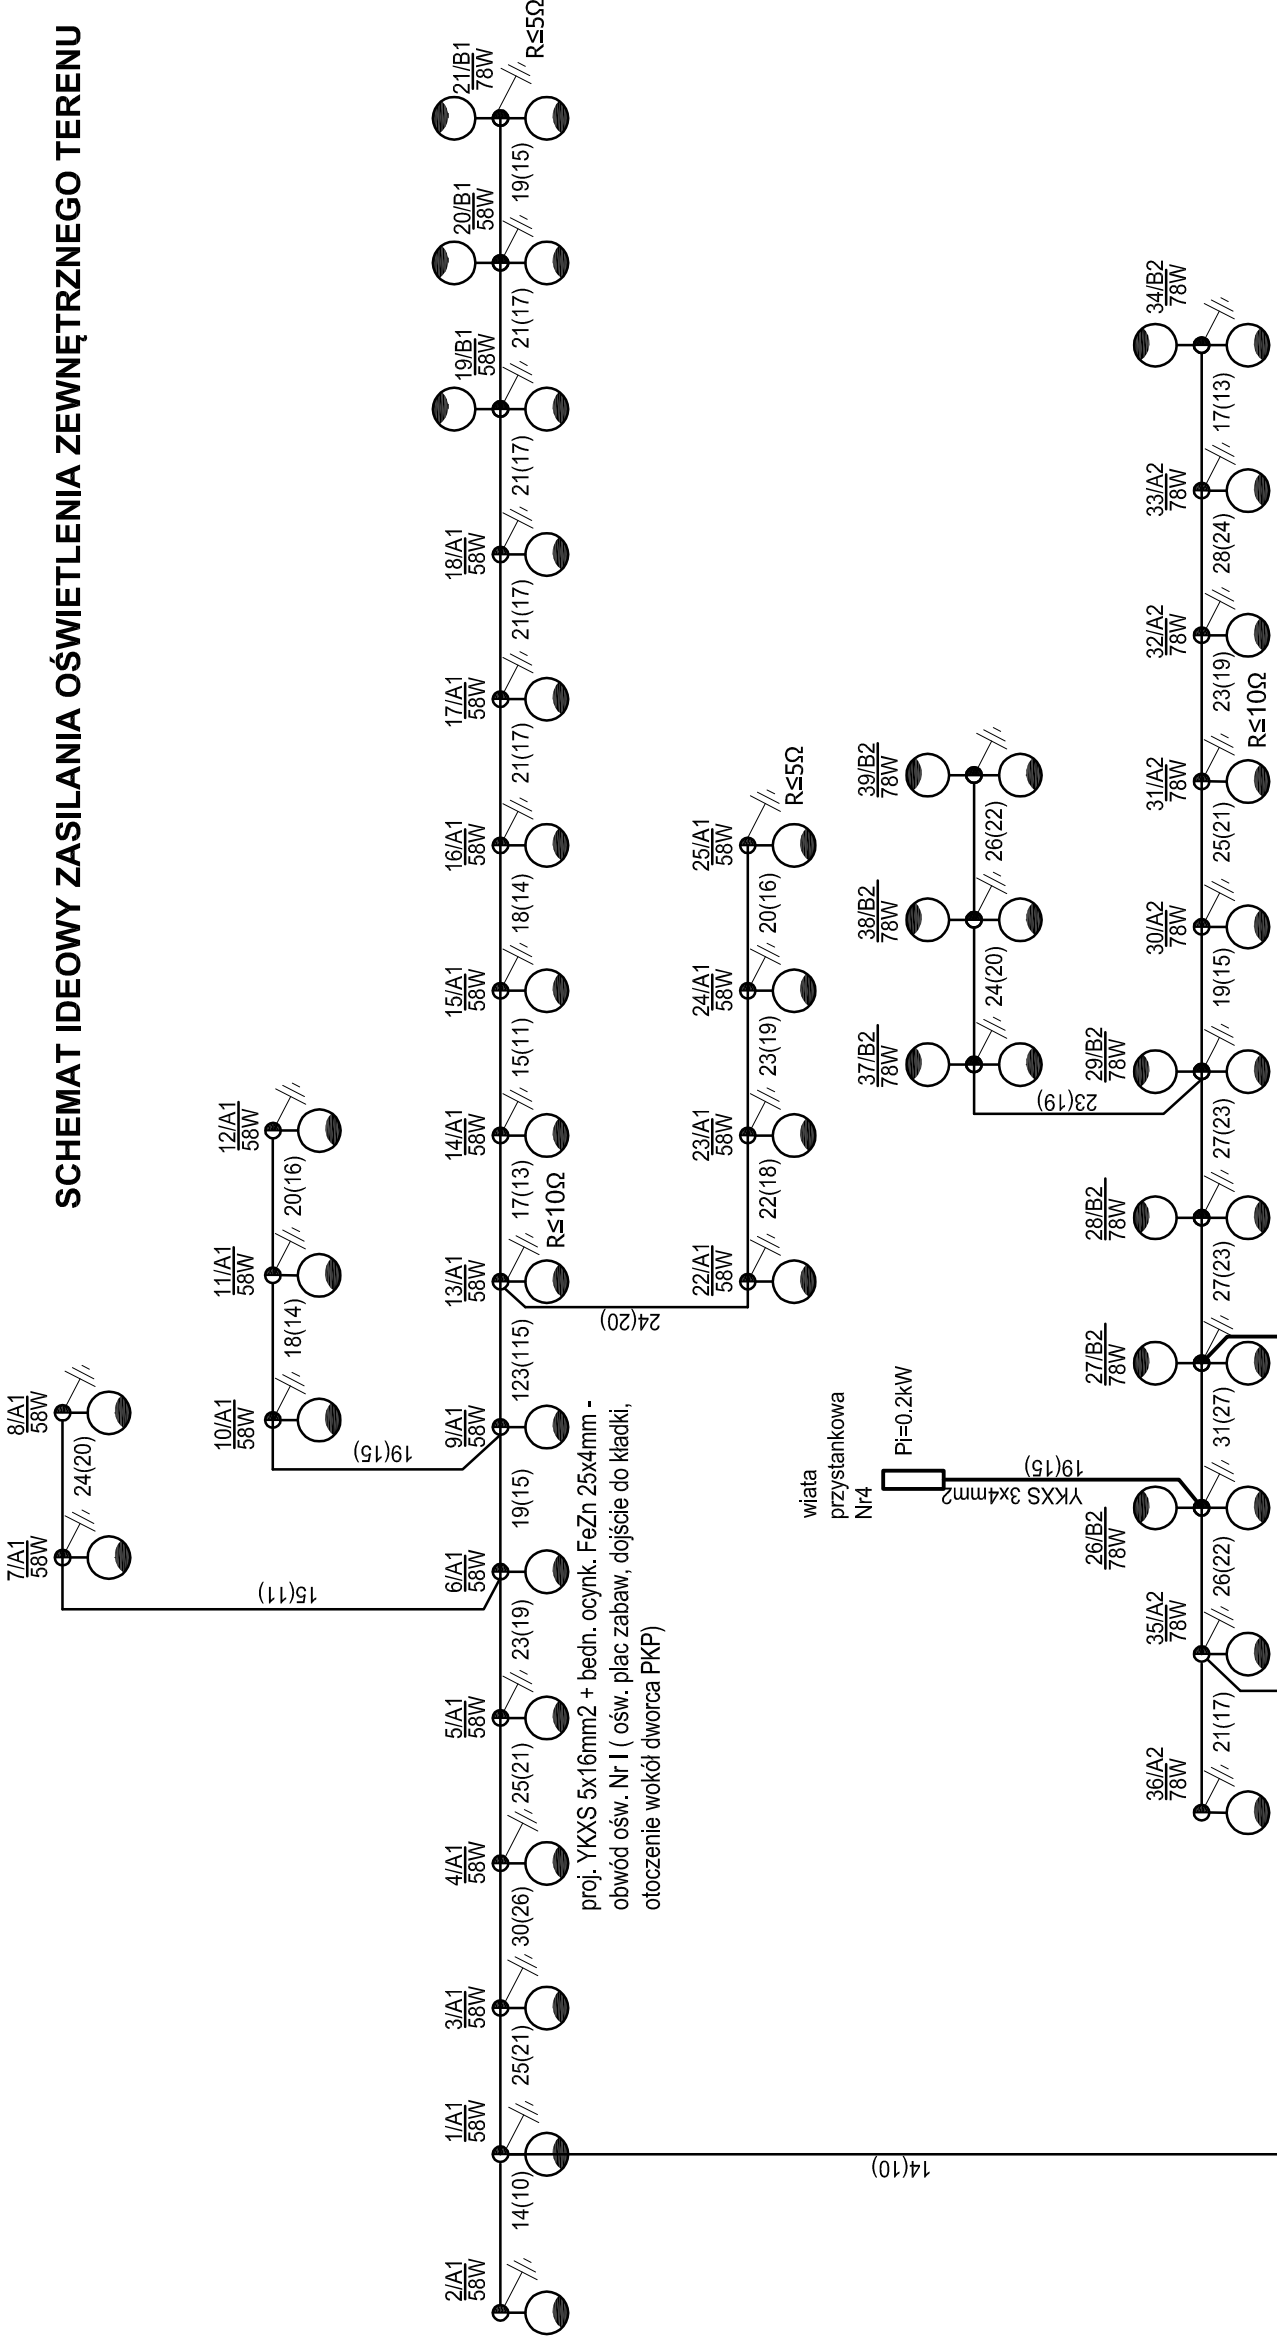 SCHEMAT IDEOWY ZASILANIA OŚWIETLENIA ZEWNĘTRZNEGO TERENU
7/A1
58W
24(20)
8/A1
58W
15(11)
10/A1
58W
18(14)
11/A1
58W
20(16)
12/A1
58W
19(15)
2/A1
58W
14(10)
1/A1
58W
25(21)
3/A1
58W
30(26)
4/A1
58W
25(21)
5/A1
58W
23(19)
6/A1
58W
19(15)
9/A1
58W
123(115)
13/A1
58W
17(13)
R≤10Ω
14/A1
58W
15(11)
15/A1
58W
18(14)
16/A1
58W
21(17)
17/A1
58W
21(17)
18/A1
58W
21(17)
19/B1
58W
21(17)
20/B1
58W
19(15)
21/B1
78W
R≤5Ω
proj. YKXS 5x16mm2 + bedn. ocynk. FeZn 25x4mm -
obwód ośw. Nr I ( ośw. plac zabaw, dojście do kładki,
otoczenie wokół dworca PKP)
24(20)
22/A1
58W
22(18)
23/A1
58W
23(19)
24/A1
58W
20(16)
25/A1
58W
R≤5Ω
14(10)
wiata
przystankowa
Nr4
Pi=0.2kW
YKXS 3x4mm2
19(15)
37/B2
78W
24(20)
38/B2
78W
26(22)
39/B2
78W
23(19)
36/A2
78W
21(17)
35/A2
78W
26(22)
26/B2
78W
31(27)
27/B2
78W
27(23)
28/B2
78W
27(23)
29/B2
78W
19(15)
30/A2
78W
25(21)
31/A2
78W
23(19)
R≤10Ω
32/A2
78W
28(24)
33/A2
78W
17(13)
34/B2
78W